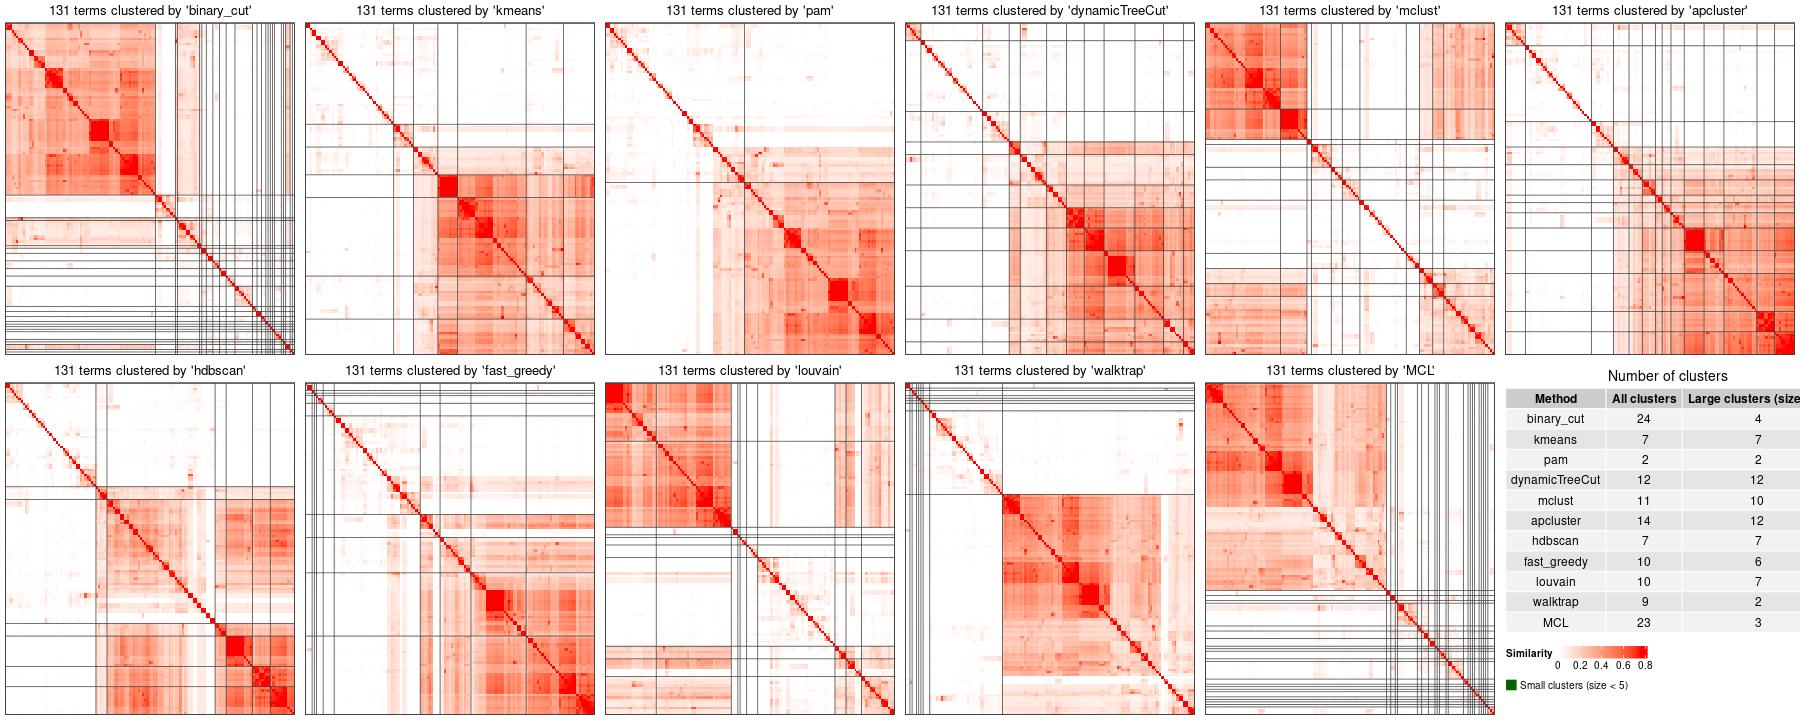 131 terms clustered by 'binary_cut'
131 terms clustered by 'kmeans'
131 terms clustered by 'pam'
131 terms clustered by 'dynamicTreeCut'
131 terms clustered by 'mclust'
131 terms clustered by 'apcluster'
131 terms clustered by 'hdbscan'
131 terms clustered by 'fast_greedy'
131 terms clustered by 'louvain'
131 terms clustered by 'walktrap'
131 terms clustered by 'MCL'
Number of clusters
Method All clusters Large clusters (size
binary_cut 24 4
kmeans 7 7
pam 2 2
dynamicTreeCut 12 12
mclust 11 10
apcluster 14 12
hdbscan 7 7
fast_greedy 10 6
louvain 10 7
walktrap 9 2
MCL 23 3
Similarity
0 0.2 0.4 0.6 0.8
Small clusters (size < 5)